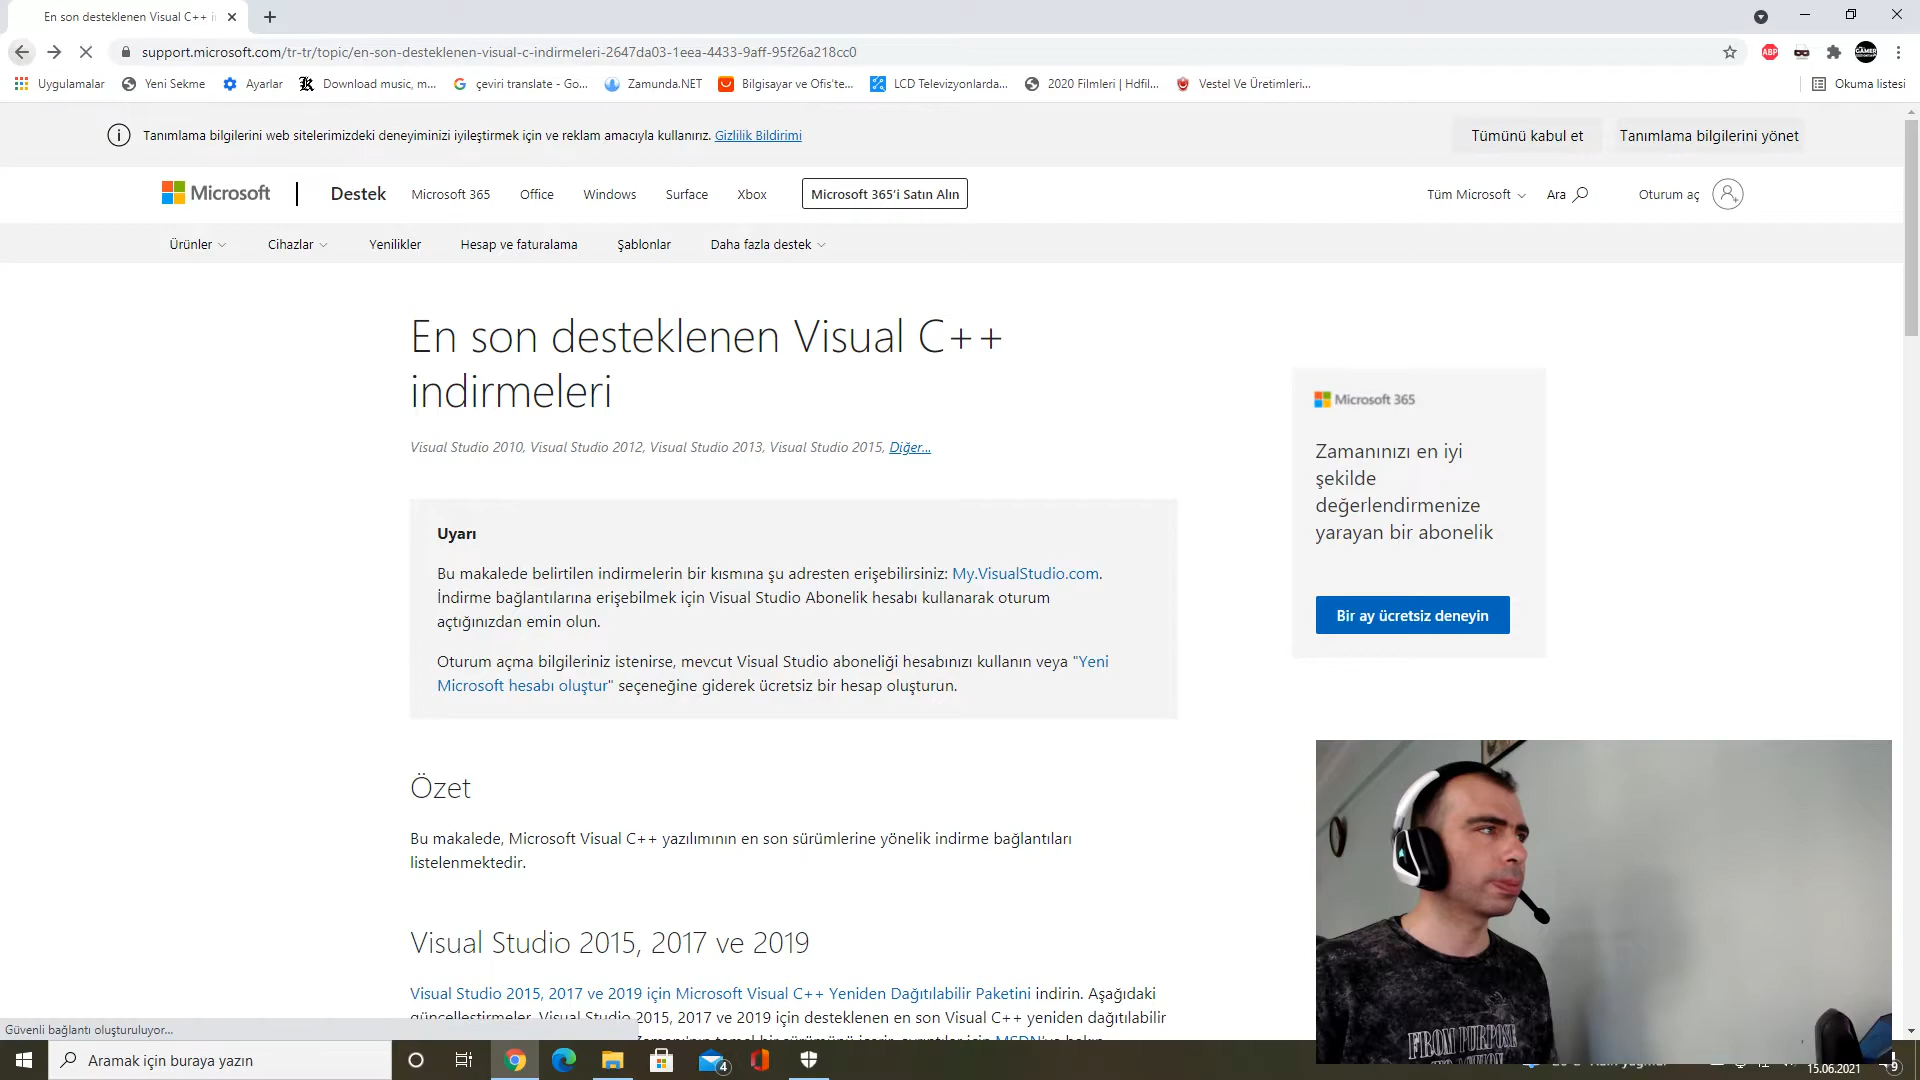 En son desteklenen Visual C++ i
support.microsoft.com/tr-tr/topic/en-son-desteklenen-visual-c-indirmeleri-2647da03-1eea-4433-9aff-95f26a218cc0
ABP
Uygulamalar
Yeni Sekme
Ayarlar
Download music, m...
çeviri translate - Go...
Zamunda.NET
Bilgisayar ve Ofis'te...
LCD Televizyonlarda...
2020 Filmleri | Hdfil...
Vestel Ve Üretimleri...
Okuma listesi
Tanımlama bilgilerini web sitelerimizdeki deneyiminizi iyileştirmek için ve reklam amacıyla kullanırız. Gizlilik Bildirimi
Tümünü kabul et
Tanımlama bilgilerini yönet
Microsoft
Destek
Microsoft 365
Office
Windows
Surface
Xbox
Microsoft 365'i Satın Alın
Tüm Microsoft
Ara
Oturum aç
Ürünler
Cihazlar
Yenilikler
Hesap ve faturalama
Şablonlar
Daha fazla destek
En son desteklenen Visual C++
indirmeleri
Visual Studio 2010, Visual Studio 2012, Visual Studio 2013, Visual Studio 2015, Diğer...
Uyarı
Bu makalede belirtilen indirmelerin bir kısmına şu adresten erişebilirsiniz: My.VisualStudio.com.
İndirme bağlantılarına erişebilmek için Visual Studio Abonelik hesabı kullanarak oturum
açtığınızdan emin olun.
Oturum açma bilgileriniz istenirse, mevcut Visual Studio aboneliği hesabınızı kullanın veya "Yeni
Microsoft hesabı oluştur" seçeneğine giderek ücretsiz bir hesap oluşturun.
Microsoft 365
Zamanınızı en iyi
şekilde
değerlendirmenize
yarayan bir abonelik
Bir ay ücretsiz deneyin
Özet
Bu makalede, Microsoft Visual C++ yazılımının en son sürümlerine yönelik indirme bağlantıları
listelenmektedir.
Visual Studio 2015, 2017 ve 2019
Visual Studio 2015, 2017 ve 2019 için Microsoft Visual C++ Yeniden Dağıtılabilir Paketini indirin. Aşağıdaki
güncelleştirmeler, Visual Studio 2015, 2017 ve 2019 için desteklenen en son Visual C++ yeniden dağıtılabilir
Güvenli bağlantı oluşturuluyor...
FROM PURPOSE
Aramak için buraya yazın
4
15.06.2021
9